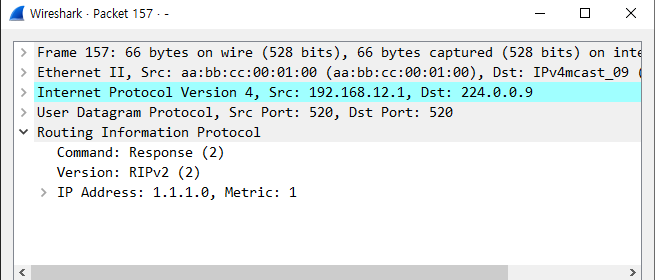 Wireshark · Packet 157 · -
Frame 157: 66 bytes on wire (528 bits), 66 bytes captured (528 bits) on inte
Ethernet II, Src: aa:bb:cc:00:01:00 (aa:bb:cc:00:01:00), Dst: IPv4mcast_09 (
Internet Protocol Version 4, Src: 192.168.12.1, Dst: 224.0.0.9
User Datagram Protocol, Src Port: 520, Dst Port: 520
Routing Information Protocol
Command: Response (2)
Version: RIPv2 (2)
IP Address: 1.1.1.0, Metric: 1